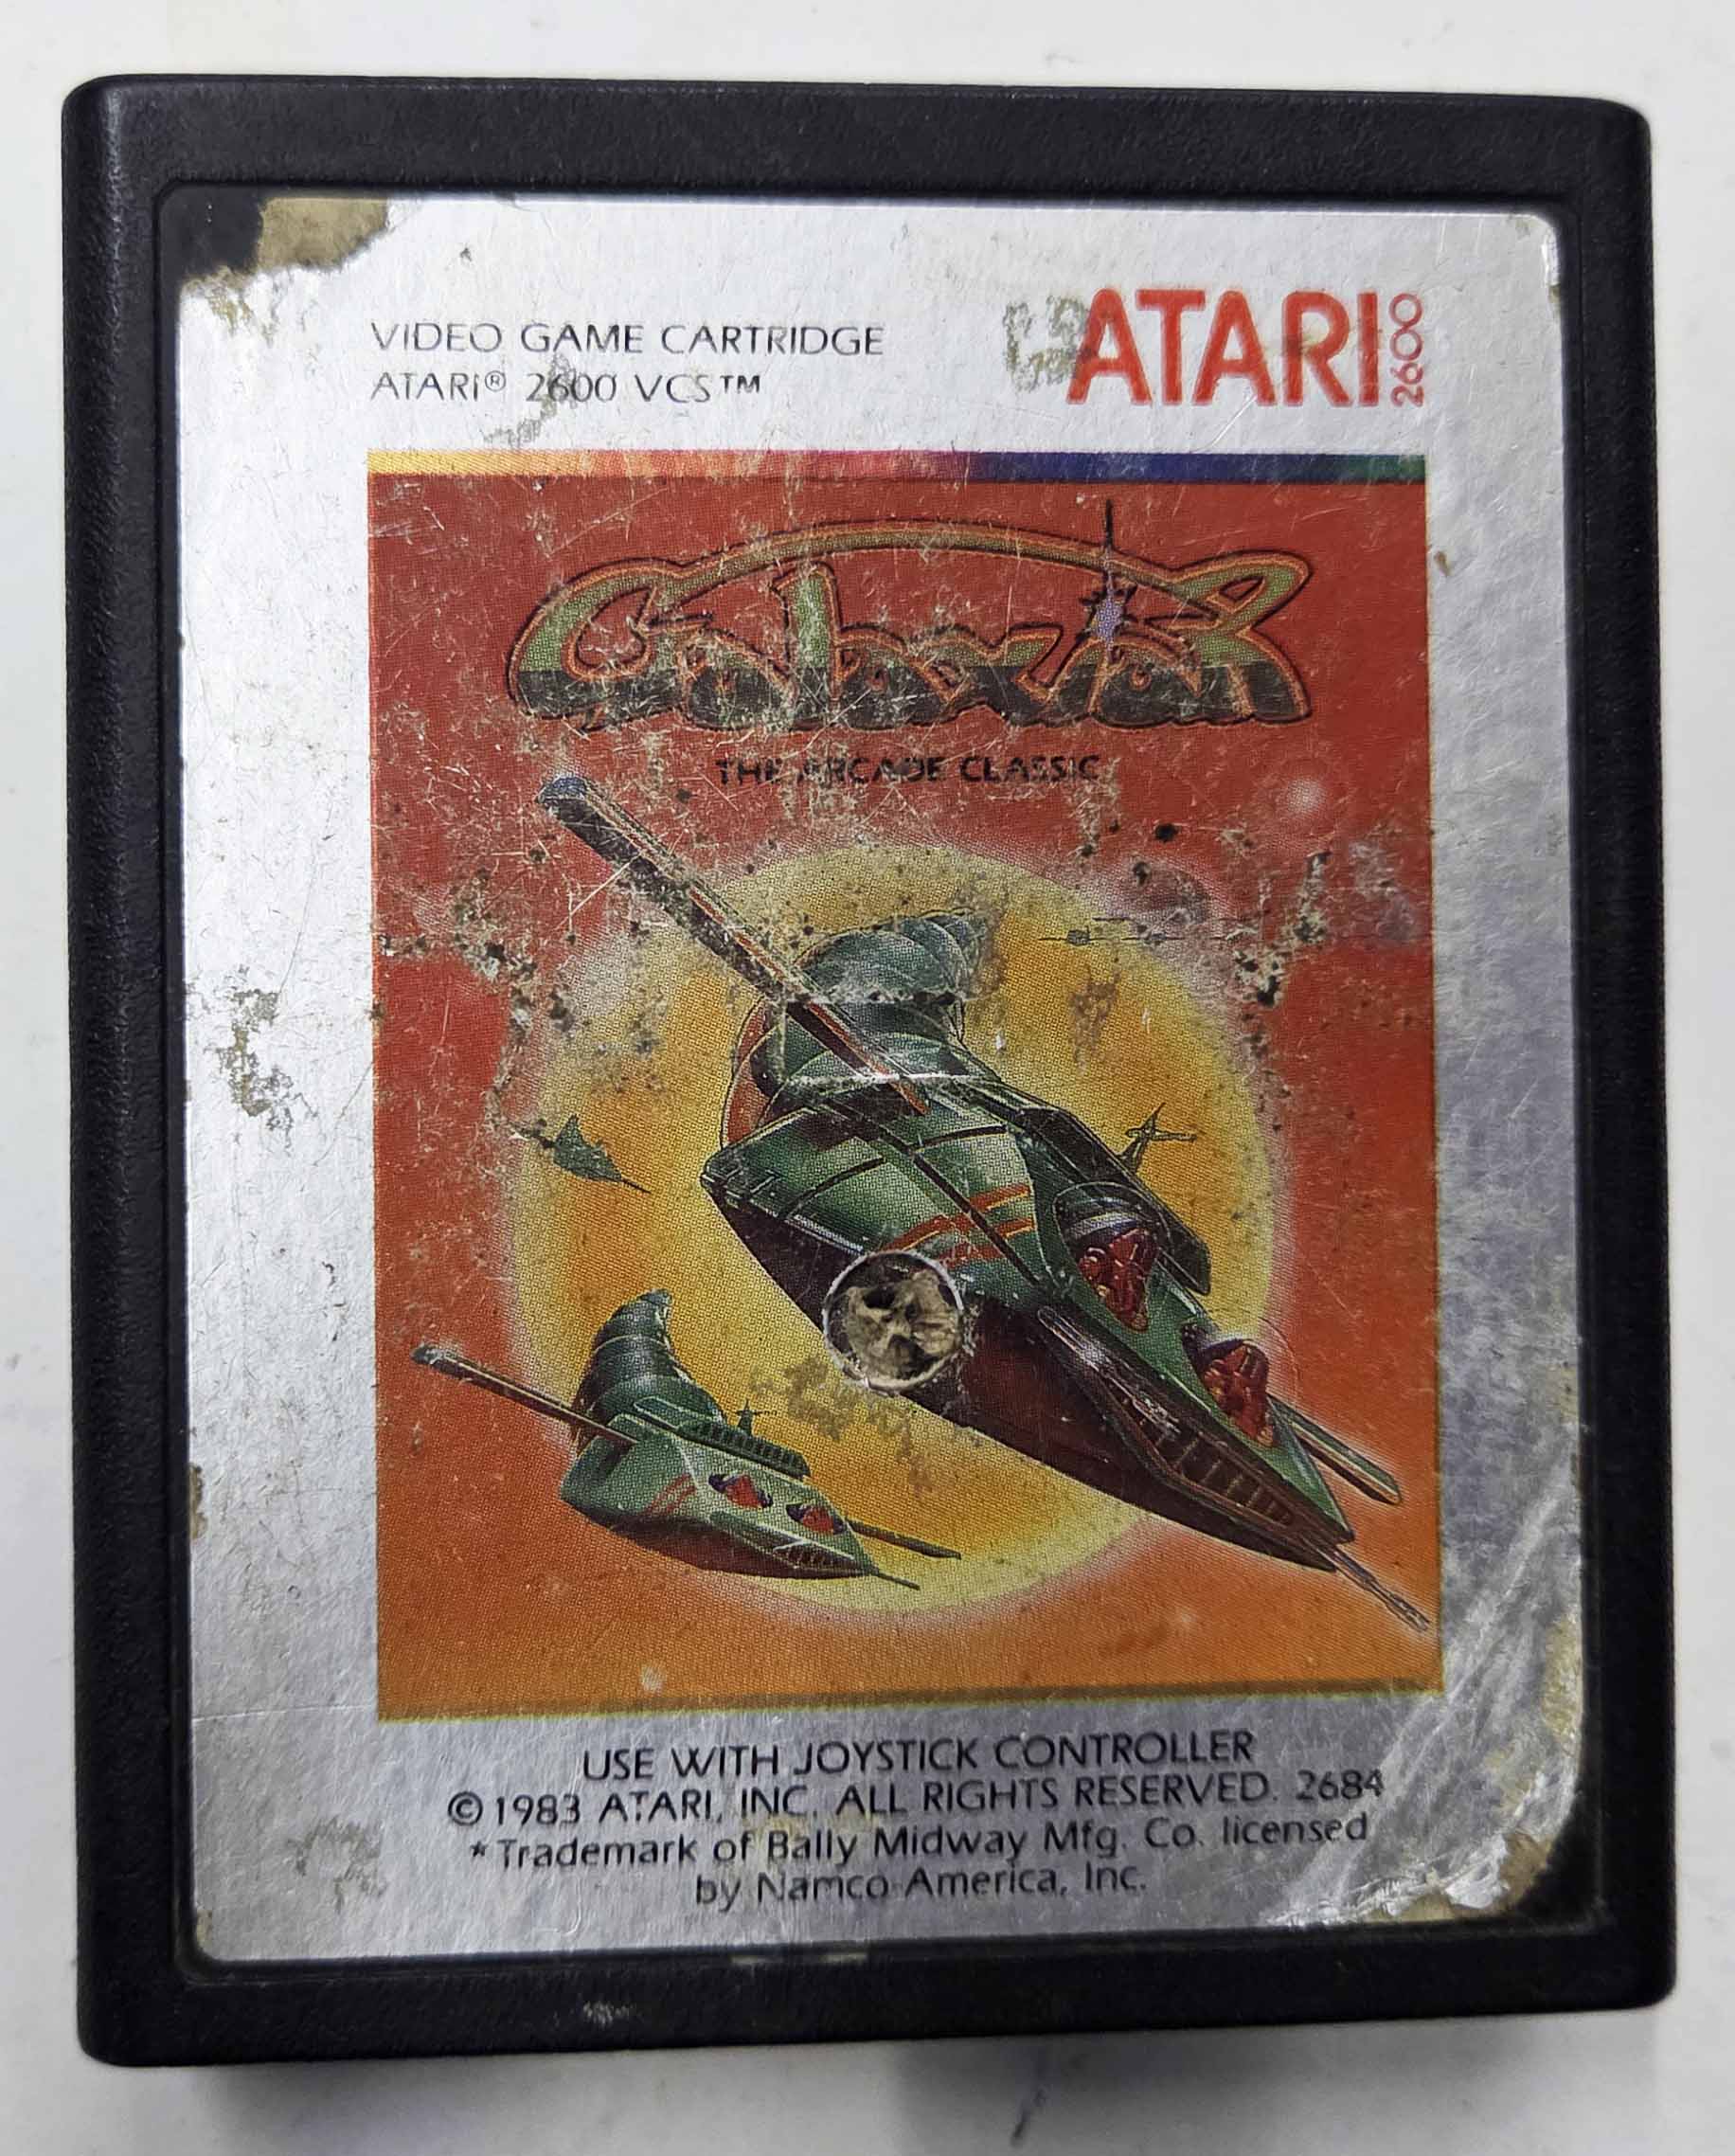 VIDEO GAME CARTRIDGE
ATARI® 2600 VCS™
ATARI 2600
Galaxian
THE ARCADE CLASSIC
USE WITH JOYSTICK CONTROLLER
© 1983 ATARI, INC. ALL RIGHTS RESERVED. 2684
* Trademark of Bally Midway Mfg. Co. licensed
by Namco-America, Inc.